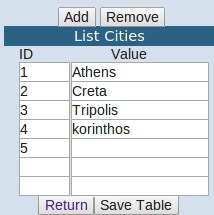 Add Remove
List Cities
ID Value
1 Athens
2 Creta
3 Tripolis
4 korinthos
5
Return Save Table